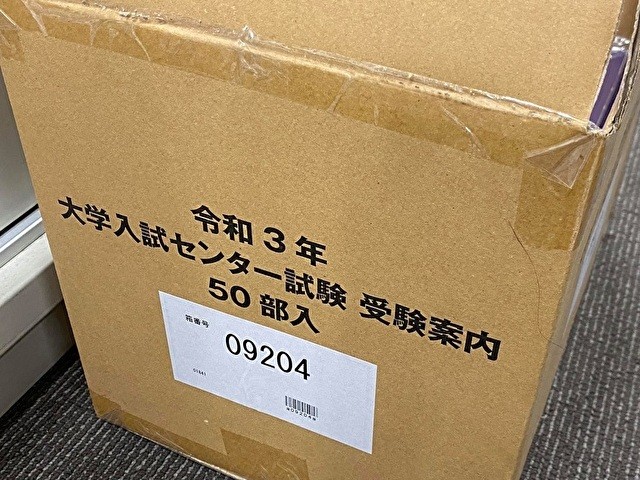 令和3年
大学入試センター試験 受験案内
50部入
箱番号
09204